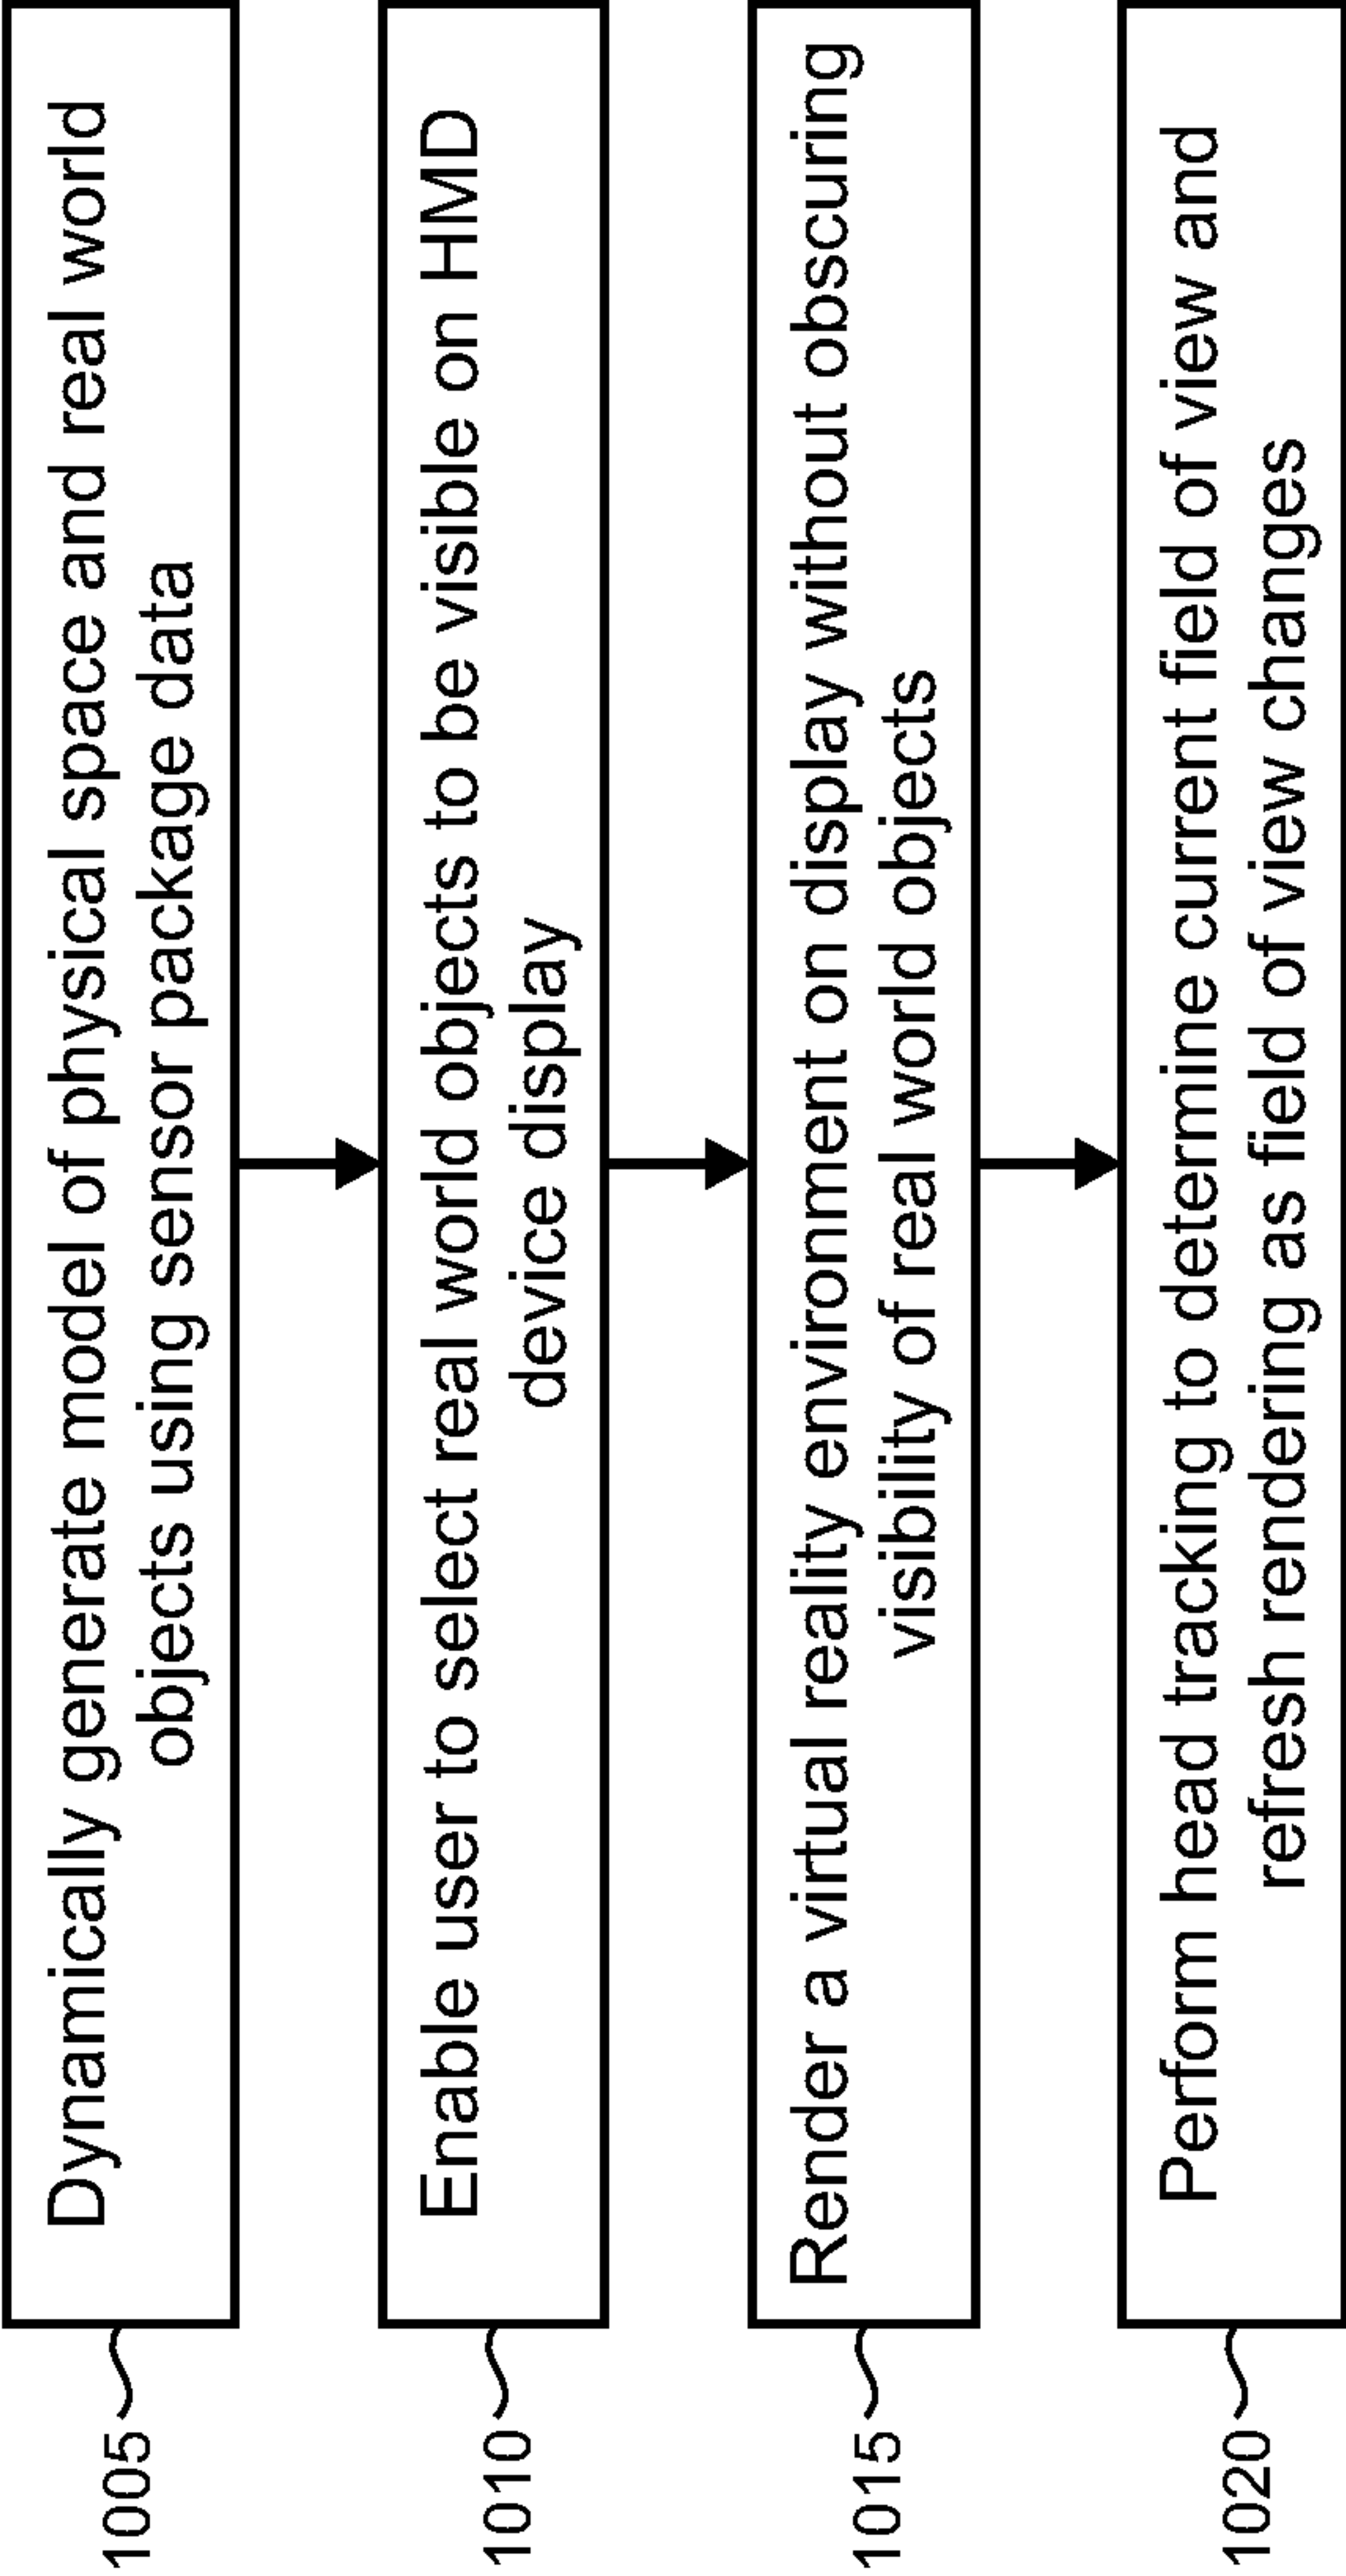 1005
Dynamically generate model of physical space and real world
objects using sensor package data
1010
Enable user to select real world objects to be visible on HMD
device display
1015
Render a virtual reality environment on display without obscuring
visibility of real world objects
1020
Perform head tracking to determine current field of view and
refresh rendering as field of view changes